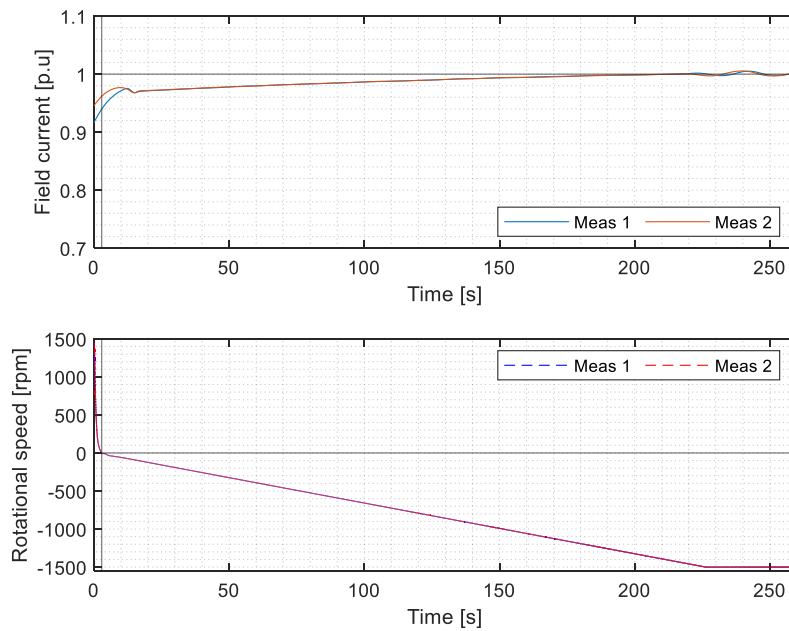 1.1
1
0.9
0.8
0.7
Field current [p.u]
Meas 1 Meas 2
0 50 100 150 200 250
Time [s]
1500
1000
500
0
-500
-1000
-1500
Rotational speed [rpm]
Meas 1 Meas 2
0 50 100 150 200 250
Time [s]